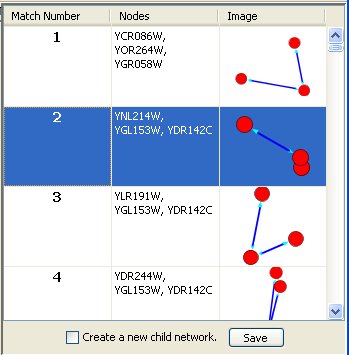 Match Number Nodes Image
1 YCR086W,
YOR264W,
YGR058W
2 YNL214W,
YGL153W, YDR142C
3 YLR191W,
YGL153W, YDR142C
4 YDR244W,
YGL153W, YDR142C
Create a new child network. Save